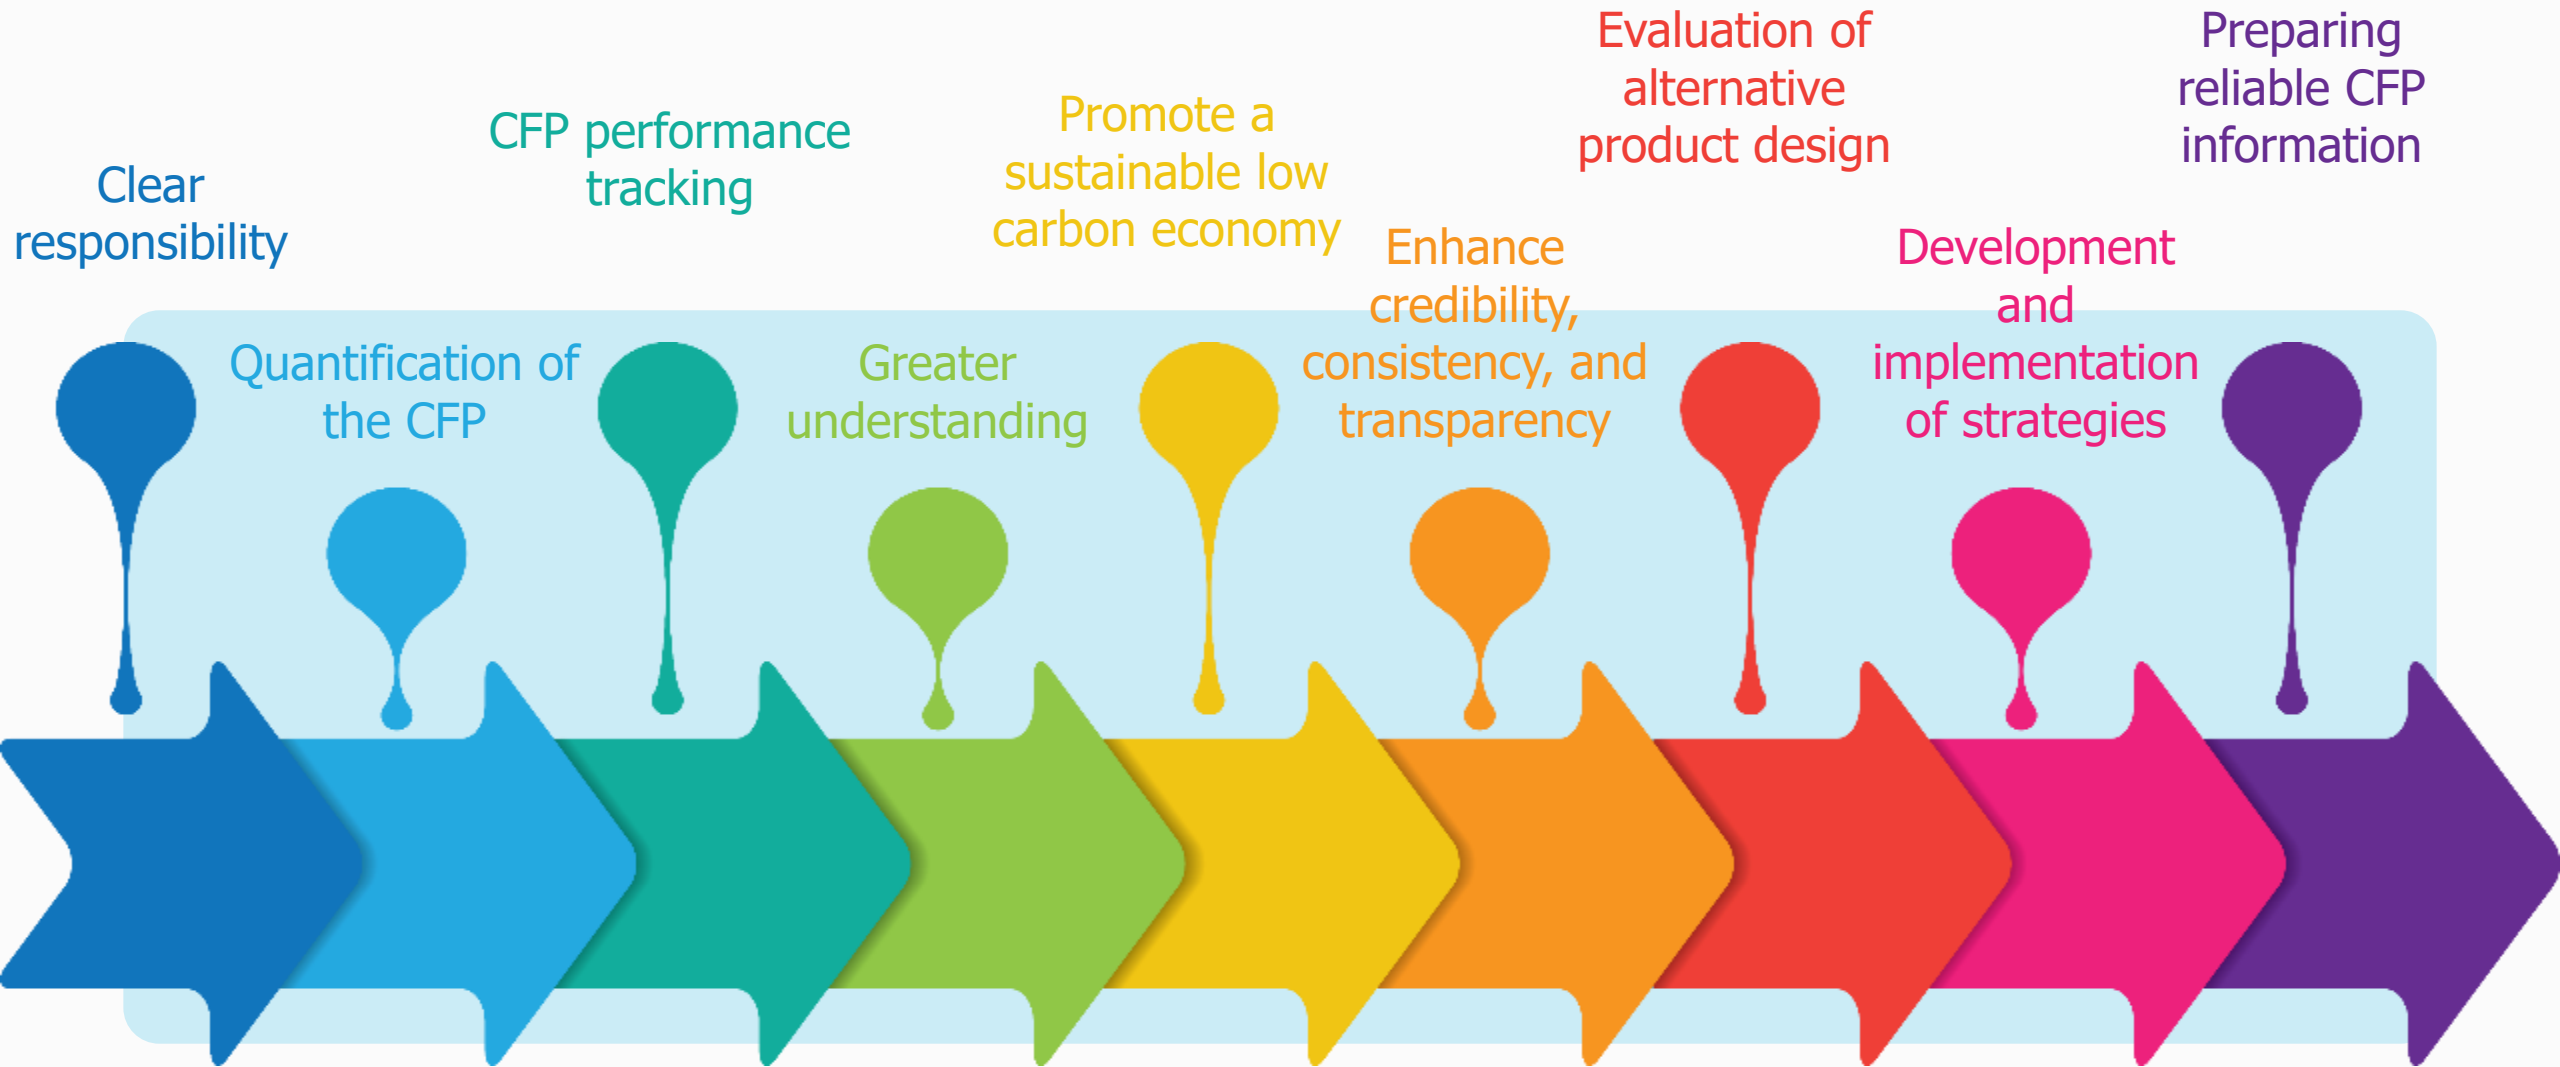 Clear
responsibility
Quantification of
the CFP
CFP performance
tracking
Greater
understanding
Promote a
sustainable low
carbon economy
Enhance
credibility,
consistency, and
transparency
Evaluation of
alternative
product design
Development
and
implementation
of strategies
Preparing
reliable CFP
information